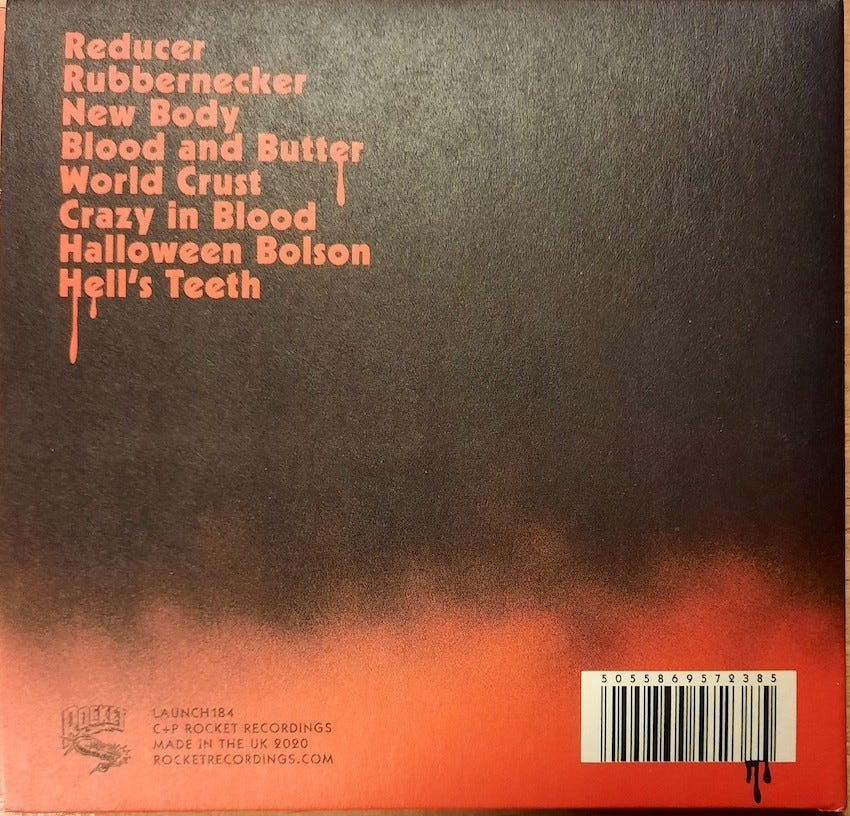 Reducer
Rubbernecker
New Body
Blood and Butter
World Crust
Crazy in Blood
Halloween Bolson
Hell's Teeth
5055869572385
ROCKET
LAUNCH184
C+P ROCKET RECORDINGS
MADE IN THE UK 2020
ROCKETRECORDINGS.COM